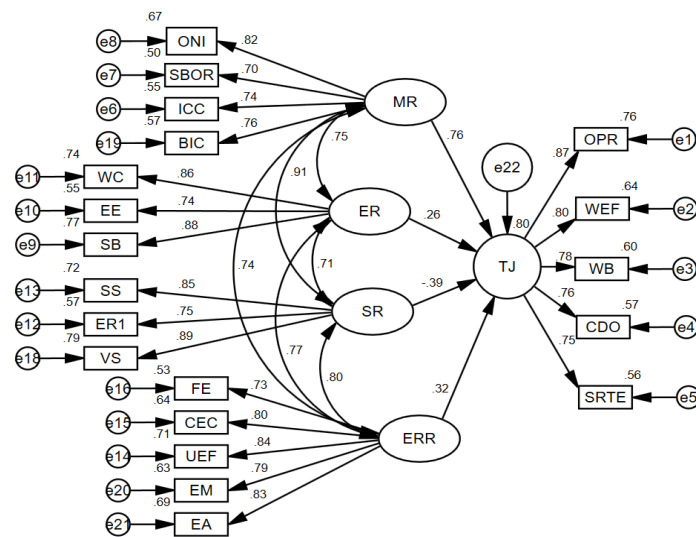 .67
e8 ONI .82
.50
e7 SBOR .70
.55
e6 ICC .74
.57
e19 BIC .76
MR
.75
.76
.91
.74
e11 WC .86
.55
e10 EE .74
.77
e9 SB .88
ER
.26
.71
.74
.72
e13 SS .85
.57
e12 ER1 .75
.79
e18 VS .89
SR
-.39
.77
.80
.53
e16 FE .73
.64
e15 CEC .80
.71
e14 UEF .84
.63
e20 EM .79
.69
e21 EA .83
ERR
.32
e22
.80
TJ
.76
.87 OPR e1
.64
.80 WEF e2
.60
.78 WB e3
.57
.76 CDO e4
.56
.75 SRTE e5